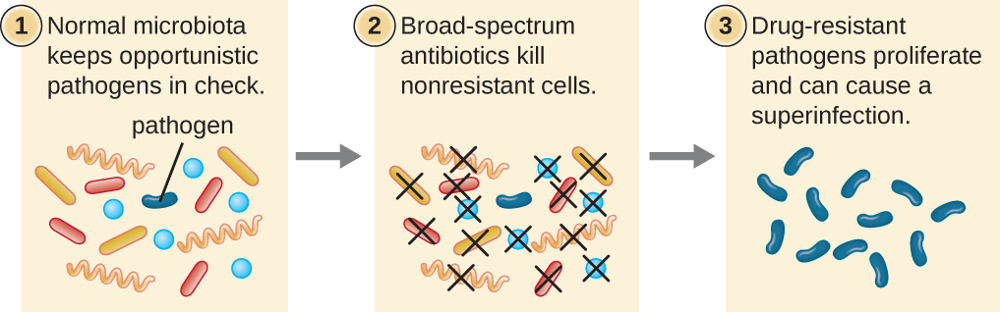 1 Normal microbiota
keeps opportunistic
pathogens in check.
pathogen
2 Broad-spectrum
antibiotics kill
nonresistant cells.
3 Drug-resistant
pathogens proliferate
and can cause a
superinfection.